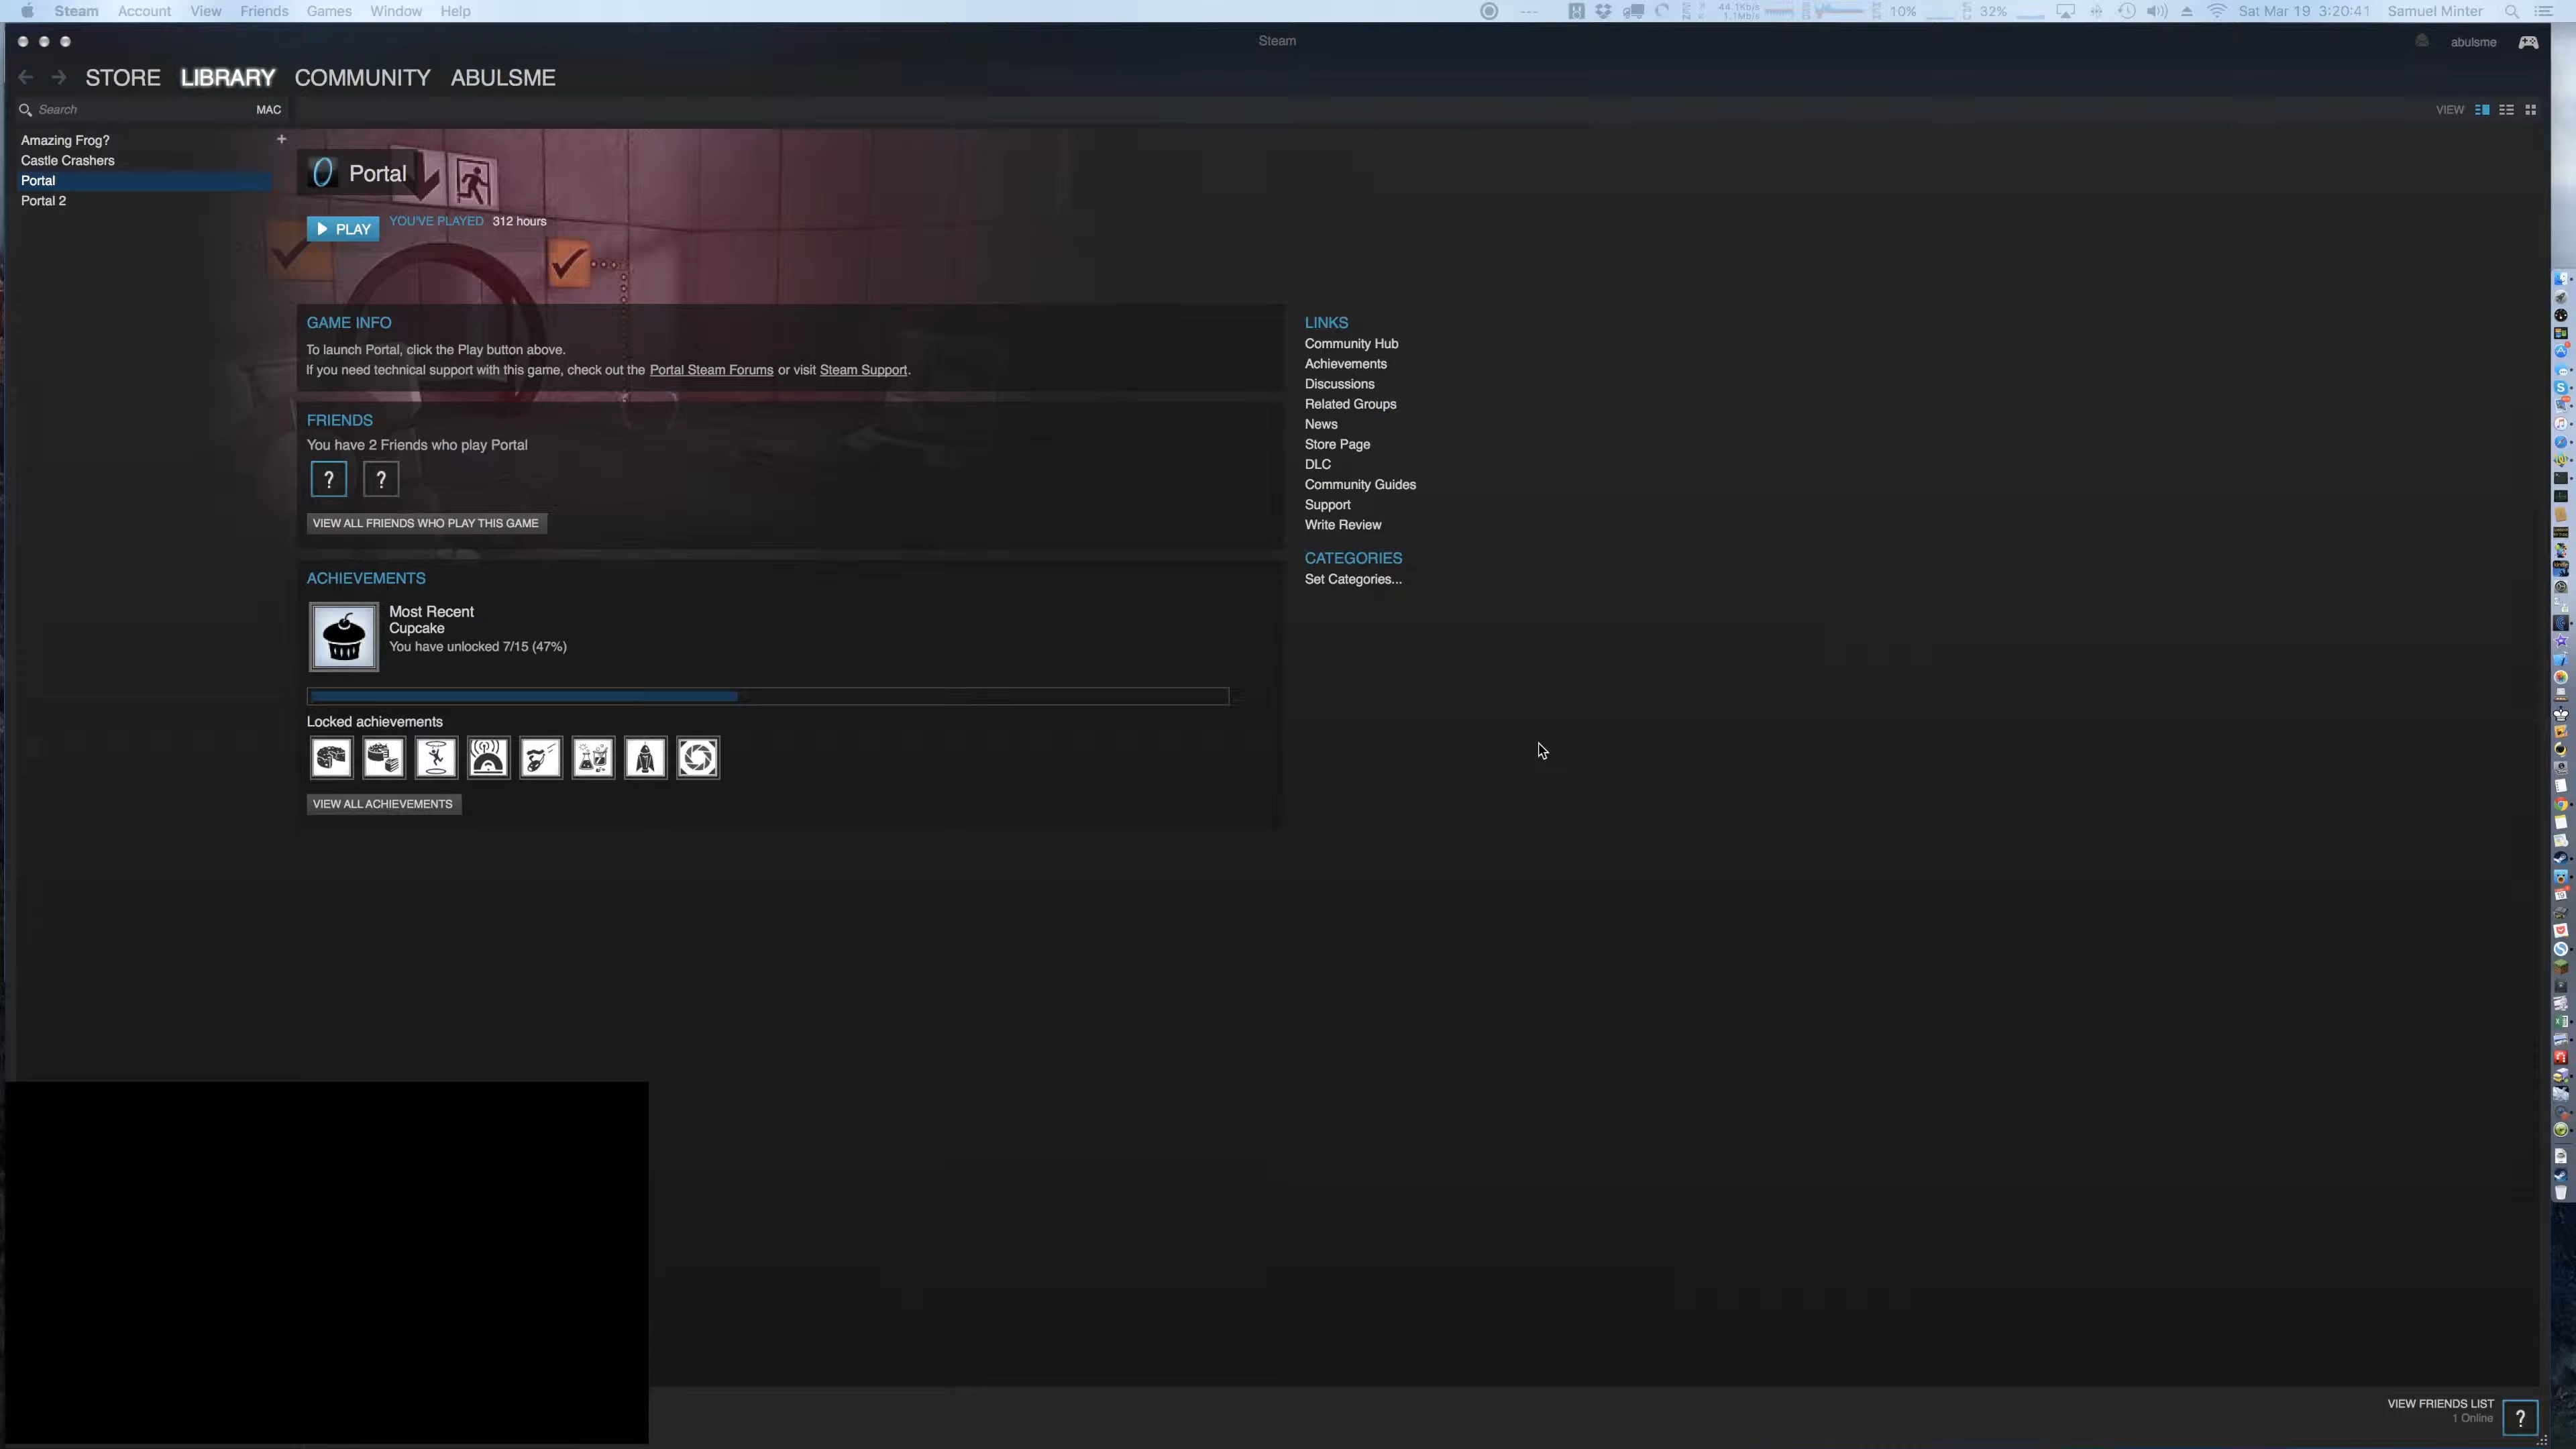 Steam Account View Friends Games Window Help
44.1Kb/s
1.1Mb/s
10% 32% Sat Mar 19 3:20:41 Samuel Minter
Steam
abulsme
STORE LIBRARY COMMUNITY ABULSME
Search MAC
VIEW
Amazing Frog? +
Castle Crashers
Portal
Portal 2
Portal
PLAY YOU'VE PLAYED 312 hours
GAME INFO
To launch Portal, click the Play button above.
If you need technical support with this game, check out the Portal Steam Forums or visit Steam Support.
FRIENDS
You have 2 Friends who play Portal
? ?
VIEW ALL FRIENDS WHO PLAY THIS GAME
ACHIEVEMENTS
Most Recent
Cupcake
You have unlocked 7/15 (47%)
Locked achievements
VIEW ALL ACHIEVEMENTS
LINKS
Community Hub
Achievements
Discussions
Related Groups
News
Store Page
DLC
Community Guides
Support
Write Review
CATEGORIES
Set Categories...
VIEW FRIENDS LIST
1 Online
?